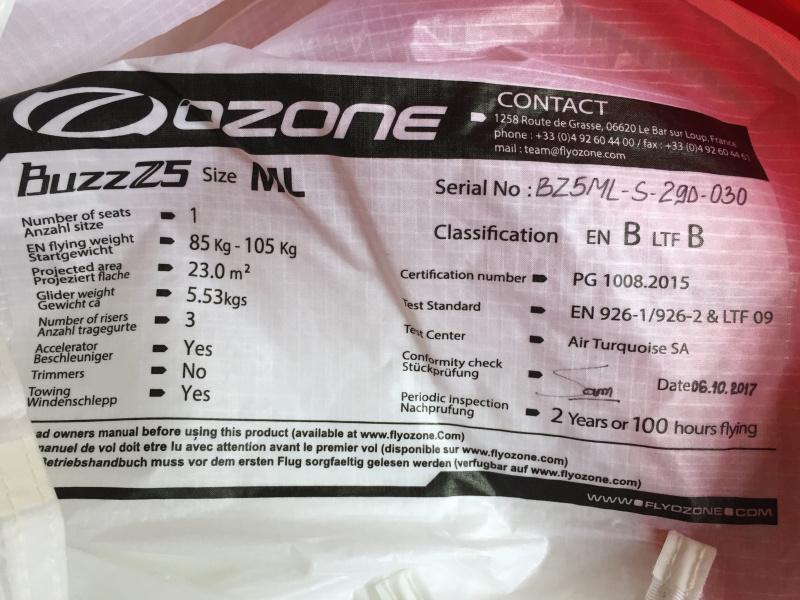 OZONE
CONTACT
1258 Route de Grasse, 06620 Le Bar sur Loup, France
phone : +33 (0)4 92 60 44 00 / fax : +33 (0)4 92 60 44 61
mail : team@flyozone.com
BuzzZ5 Size ML
Serial No : BZ5ML-S-29D-030
Classification EN B LTF B
Number of seats
Anzahl sitze
1
EN flying weight
Startgewicht
85 Kg - 105 Kg
Projected area
Projeziert flache
23.0 m²
Glider weight
Gewicht ca
5.53kgs
Number of risers
Anzahl tragegurte
3
Accelerator
Beschleuniger
Yes
Trimmers
No
Towing
Windenschlepp
Yes
Certification number PG 1008.2015
Test Standard EN 926-1/926-2 & LTF 09
Test Center Air Turquoise SA
Conformity check
Stückprüfung
Date 06.10.2017
Periodic inspection
Nachprufung
2 Years or 100 hours flying
ad owners manual before using this product (available at www.flyozone.Com)
manuel de vol doit etre lu avec attention avant le premier vol (disponible sur www.flyozone.com)
Betriebshandbuch muss vor dem ersten Flug sorgfaeltig gelesen werden (verfugbar auf www.flyozone.com)
WWW.FLYOZONE.COM